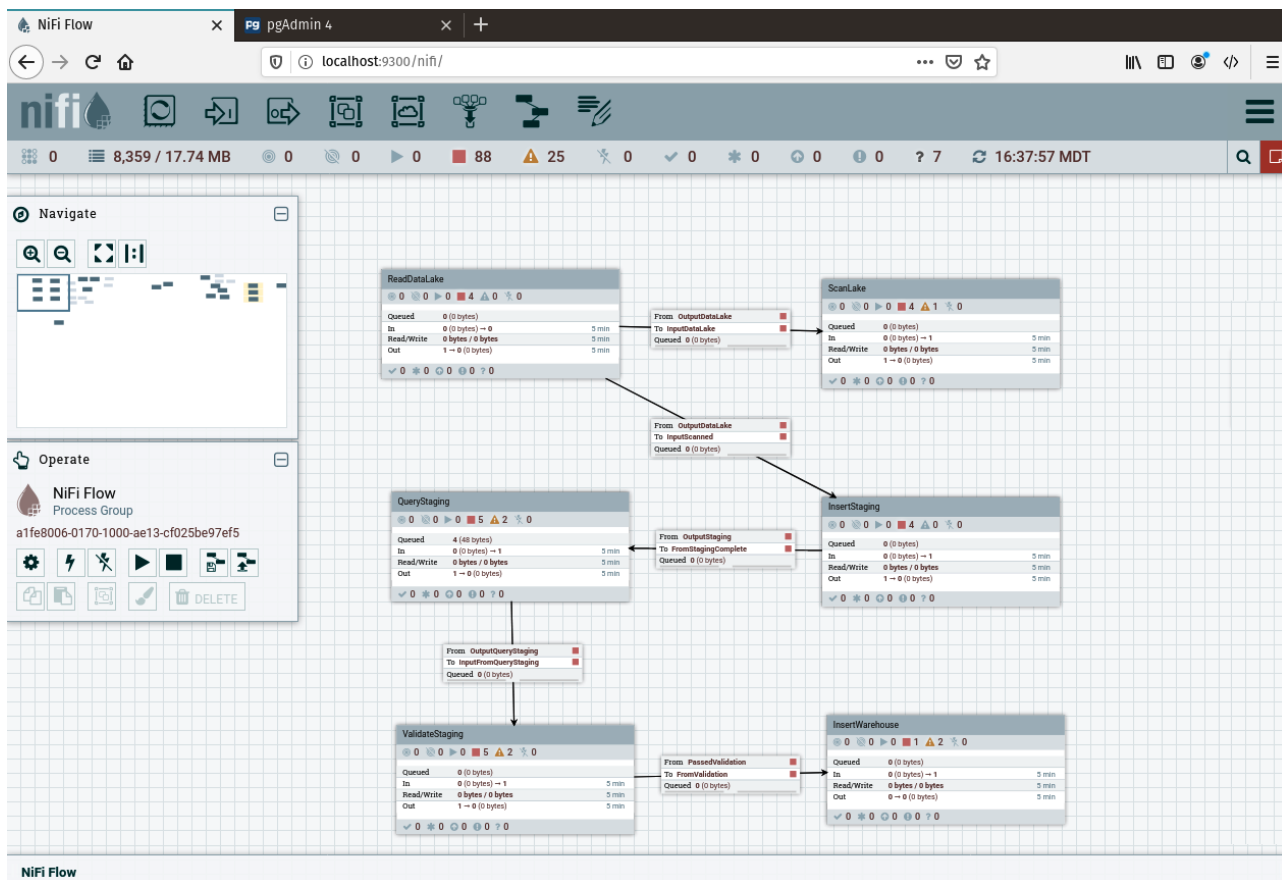 NiFi Flow
pgAdmin 4
localhost:9300/nifi/
nifi
0 8,359 / 17.74 MB 0 0 0 88 25 0 0 0 0 0 ? 7 16:37:57 MDT
Navigate
Operate
NiFi Flow
Process Group
a1fe8006-0170-1000-ae13-cf025be97ef5
DELETE
ReadDataLake
0 0 0 4 0 0
Queued 0 (0 bytes)
In 0 (0 bytes) → 0 5 min
Read/Write 0 bytes / 0 bytes 5 min
Out 1 → 0 (0 bytes) 5 min
0 0 0 0 ? 0
From OutputDataLake
To InputDataLake
Queued 0 (0 bytes)
ScanLake
0 0 0 4 1 0
Queued 0 (0 bytes)
In 0 (0 bytes) → 1 5 min
Read/Write 0 bytes / 0 bytes 5 min
Out 1 → 0 (0 bytes) 5 min
0 0 0 0 ? 0
From OutputDataLake
To InputScanned
Queued 0 (0 bytes)
QueryStaging
0 0 0 5 2 0
Queued 4 (48 bytes)
In 0 (0 bytes) → 1 5 min
Read/Write 0 bytes / 0 bytes 5 min
Out 1 → 0 (0 bytes) 5 min
0 0 0 0 ? 0
From OutputStaging
To FromStagingComplete
Queued 0 (0 bytes)
InsertStaging
0 0 0 4 0 0
Queued 0 (0 bytes)
In 0 (0 bytes) → 1 5 min
Read/Write 0 bytes / 0 bytes 5 min
Out 1 → 0 (0 bytes) 5 min
0 0 0 0 ? 0
From OutputQueryStaging
To InputFromQueryStaging
Queued 0 (0 bytes)
ValidateStaging
0 0 0 5 2 0
Queued 0 (0 bytes)
In 0 (0 bytes) → 1 5 min
Read/Write 0 bytes / 0 bytes 5 min
Out 1 → 0 (0 bytes) 5 min
0 0 0 0 ? 0
From PassedValidation
To FromValidation
Queued 0 (0 bytes)
InsertWarehouse
0 0 0 1 2 0
Queued 0 (0 bytes)
In 0 (0 bytes) → 1 5 min
Read/Write 0 bytes / 0 bytes 5 min
Out 0 → 0 (0 bytes) 5 min
0 0 0 0 ? 0
NiFi Flow